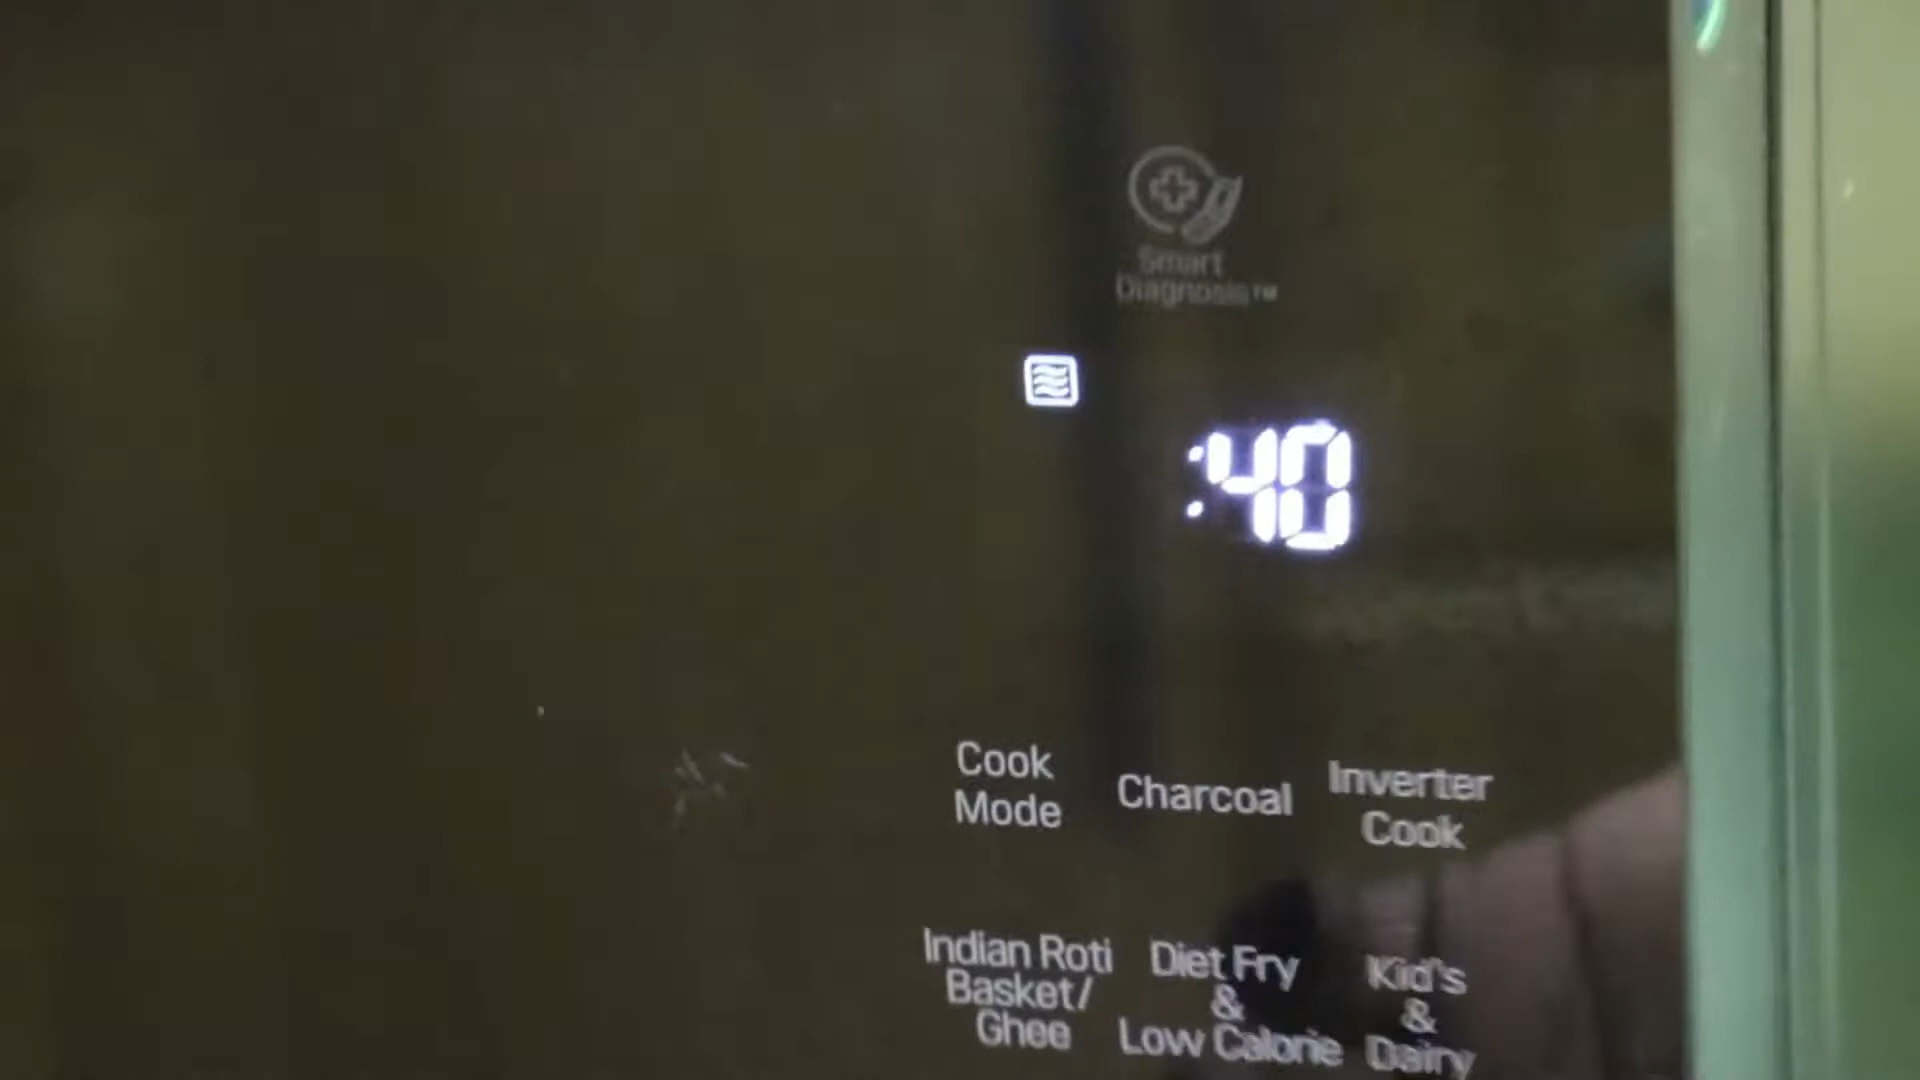 Smart
Diagnosis™
:40
Cook
Mode
Charcoal
Inverter
Cook
Indian Roti
Basket/
Ghee
Diet Fry
&
Low Calorie
Kid's
&
Dairy